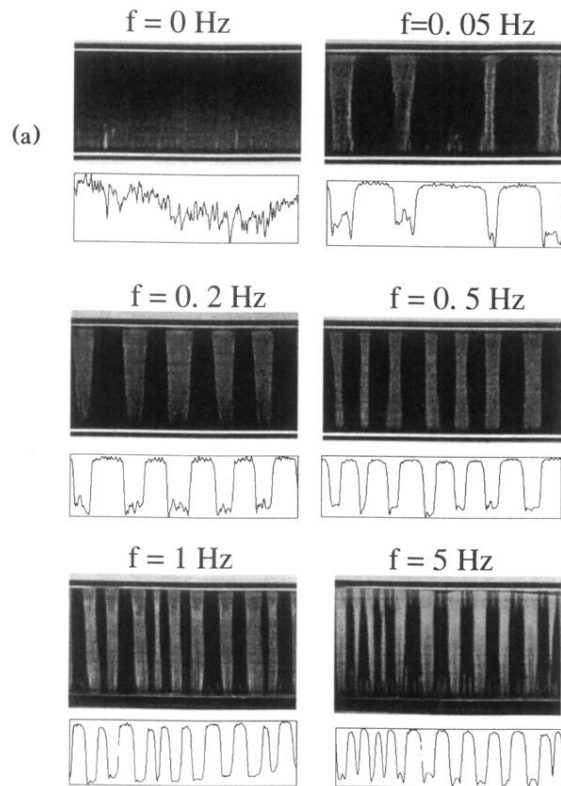 f = 0 Hz
f=0. 05 Hz
(a)
f = 0. 2 Hz
f = 0. 5 Hz
f = 1 Hz
f = 5 Hz